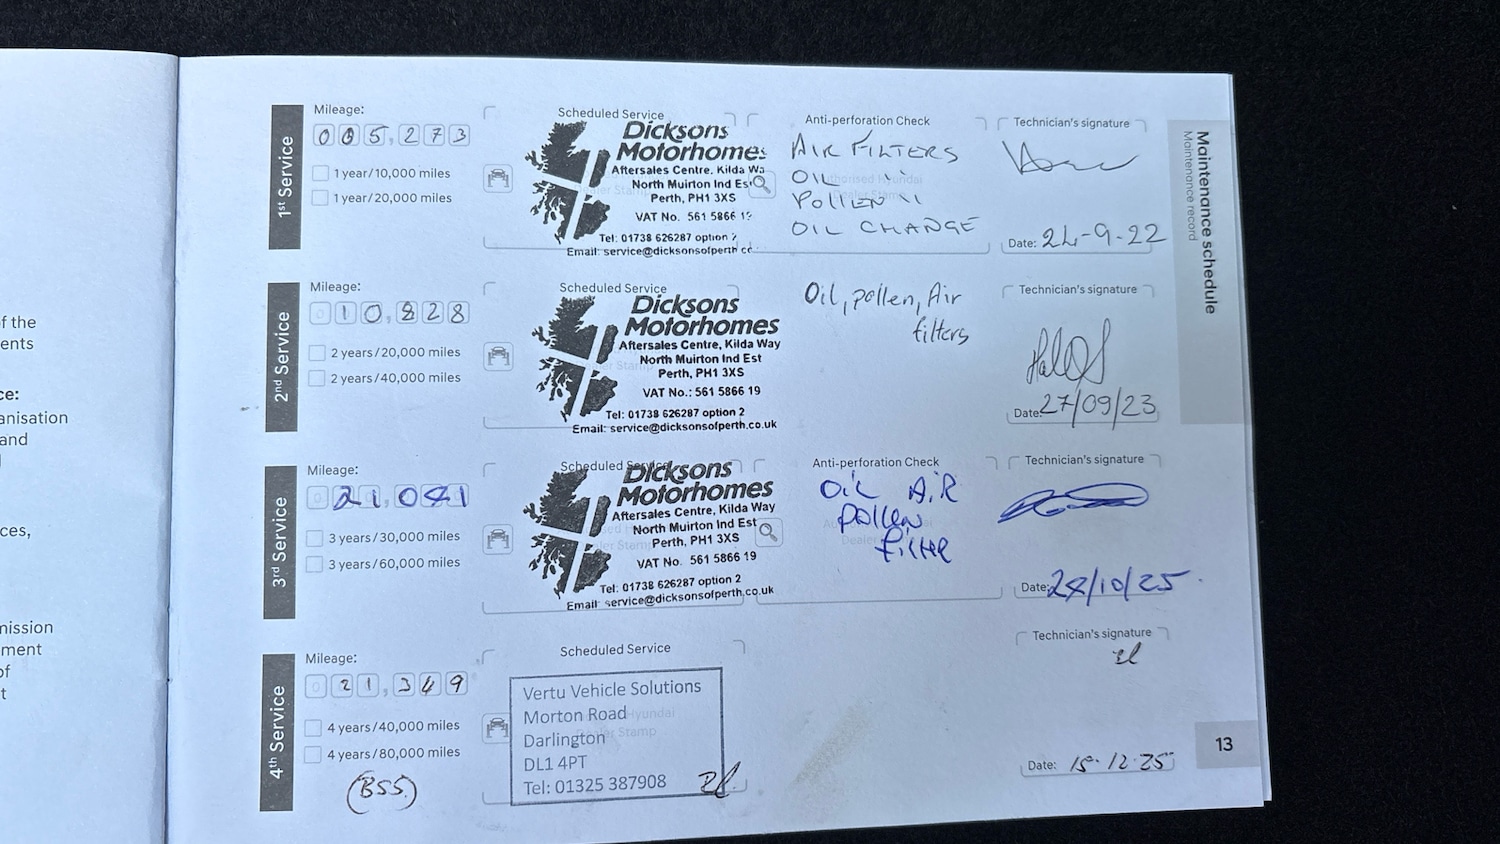 f the
ents
ce:
anisation
and
ces,
mission
ment
of
t
Maintenance schedule
Maintenance record
1st Service
Mileage:
005,273
1 year/10,000 miles
1 year/20,000 miles
Scheduled Service
Dicksons
Motorhomes
Aftersales Centre, Kilda Wa
North Muirton Ind Est
Perth, PH1 3XS
VAT No. 561 5866 1
Tel: 01738 626287 option 2
Email: service@dicksonsofperth.co
Anti-perforation Check
AIR FILTERS
OIL "
POLLEN "
OIL CHANGE
Technician's signature
Date: 24-9-22
2nd Service
Mileage:
010,828
2 years/20,000 miles
2 years/40,000 miles
Scheduled Service
Dicksons
Motorhomes
Aftersales Centre, Kilda Way
North Muirton Ind Est
Perth, PH1 3XS
VAT No.: 561 5866 19
Tel: 01738 626287 option 2
Email: service@dicksonsofperth.co.uk
Oil, pollen, Air
filters
Technician's signature
Date: 27/09/23
3rd Service
Mileage:
3 years/30,000 miles
3 years/60,000 miles
Scheduled Service
Dicksons
Motorhomes
Aftersales Centre, Kilda Way
North Muirton Ind Est
Perth, PH1 3XS
VAT No. 561 5866 19
Tel: 01738 626287 option 2
Email: service@dicksonsofperth.co.uk
Anti-perforation Check
OIL AIR
Pollen
Filter
Technician's signature
Date:
4th Service
Mileage:
021,349
4 years/40,000 miles
4 years/80,000 miles
(BSS)
Scheduled Service
Vertu Vehicle Solutions
Morton Road
Darlington
DL1 4PT
Tel: 01325 387908
Technician's signature
Date: 15·12·25
13